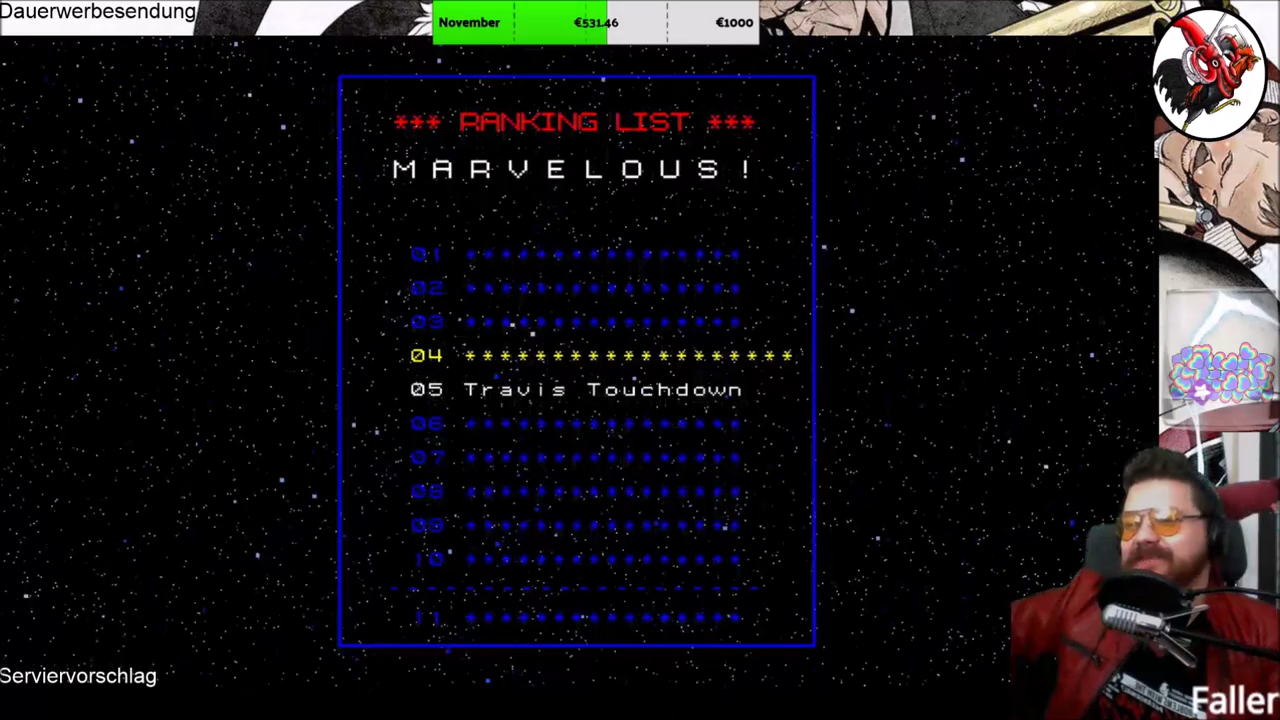 Dauerwerbesendung
November €531.46 €1000
*** RANKING LIST ***
MARVELOUS!
01 **************
02 **************
03 **************
04 *******************
05 Travis Touchdown
06 **************
07 **************
08 **************
09 **************
10 **************
11 **************
Serviervorschlag
Faller